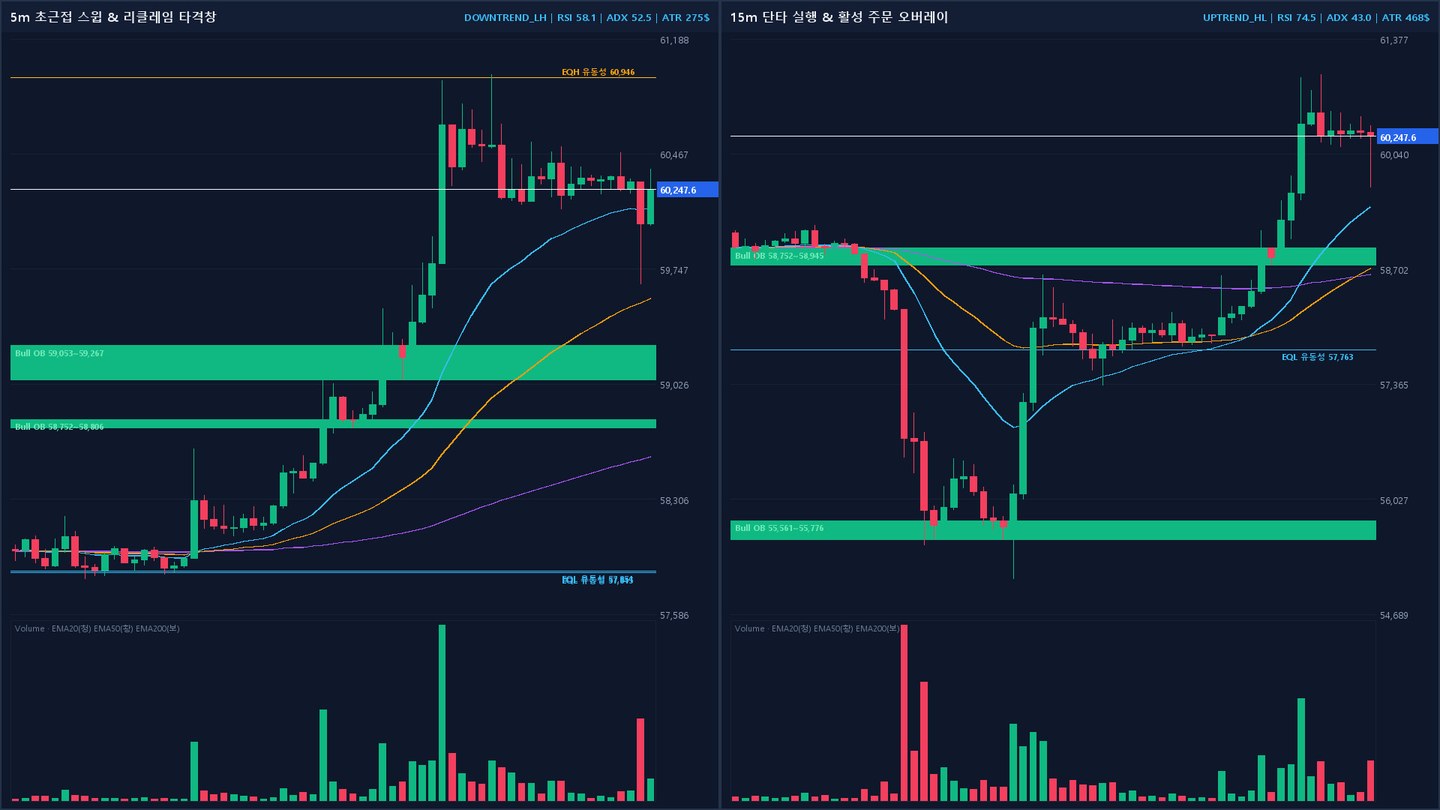 5m 초근접 스윕 & 리클레임 타격창
DOWNTREND_LH | RSI 58.1 | ADX 52.5 | ATR 275$
61,188
EQH 유동성 60,946
60,467
60,247.6
59,747
Bull OB 59,053~59,267
59,026
Bull OB 58,752~58,806
58,306
EQL 유동성
57,586
Volume · EMA20(청) EMA50(황) EMA200(보)
15m 단타 실행 & 활성 주문 오버레이
UPTREND_HL | RSI 74.5 | ADX 43.0 | ATR 468$
61,377
60,247.6
60,040
Bull OB 58,752~58,945
58,702
EQL 유동성 57,763
57,365
56,027
Bull OB 55,561~55,776
54,689
Volume · EMA20(청) EMA50(황) EMA200(보)